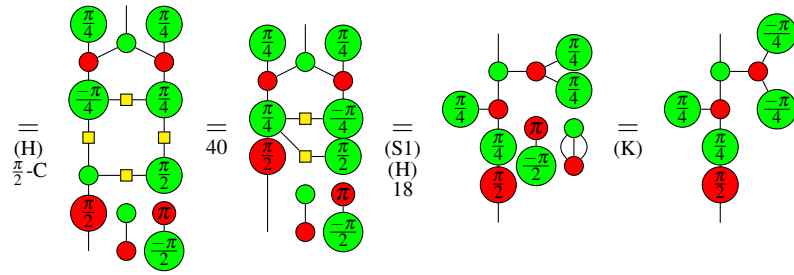 =
(H)
π/2-C
π/4 π/4
-π/4 π/4
π/2
π/2 π
-π/2
=
40
π/4 π/4
π/4 -π/4
π/2 π/2
π
-π/2
=
(S1)
(H)
18
π/4
π/4 π/4
π
π/4 -π/2
π/2
=
(K)
-π/4
π/4 -π/4
π/4
π/2